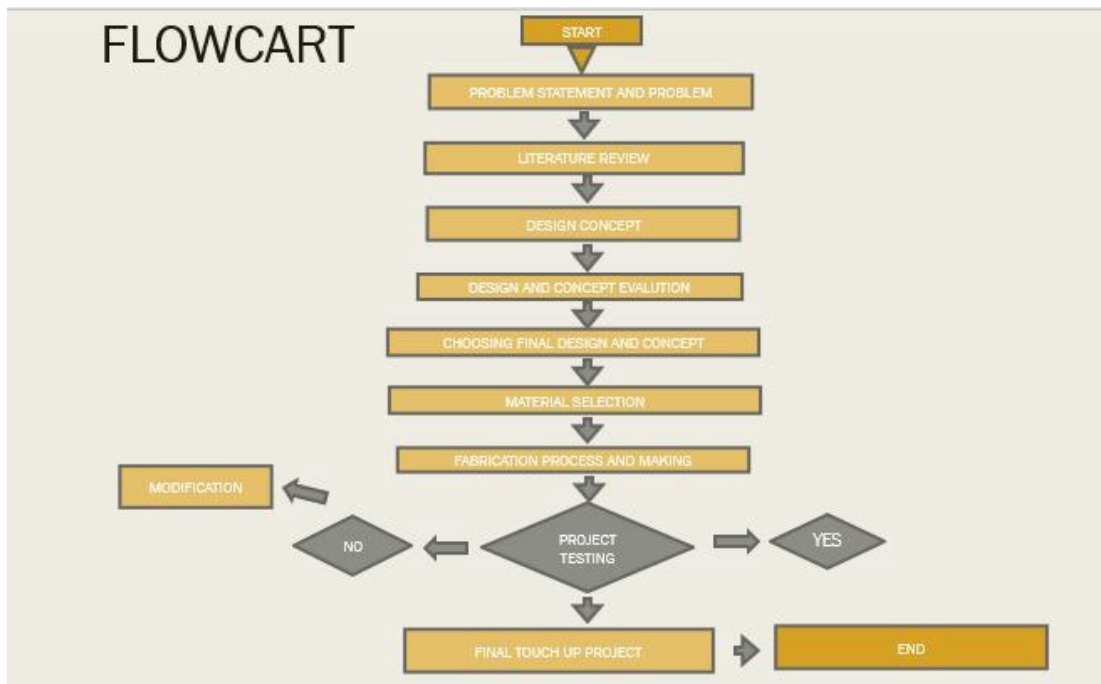 FLOWCART
START
PROBLEM STATEMENT AND PROBLEM
LITERATURE REVIEW
DESIGN CONCEPT
DESIGN AND CONCEPT EVALUTION
CHOOSING FINAL DESIGN AND CONCEPT
MATERIAL SELECTION
FABRICATION PROCESS AND MAKING
MODIFICATION
NO
PROJECT
TESTING
YES
FINAL TOUCH UP PROJECT
END